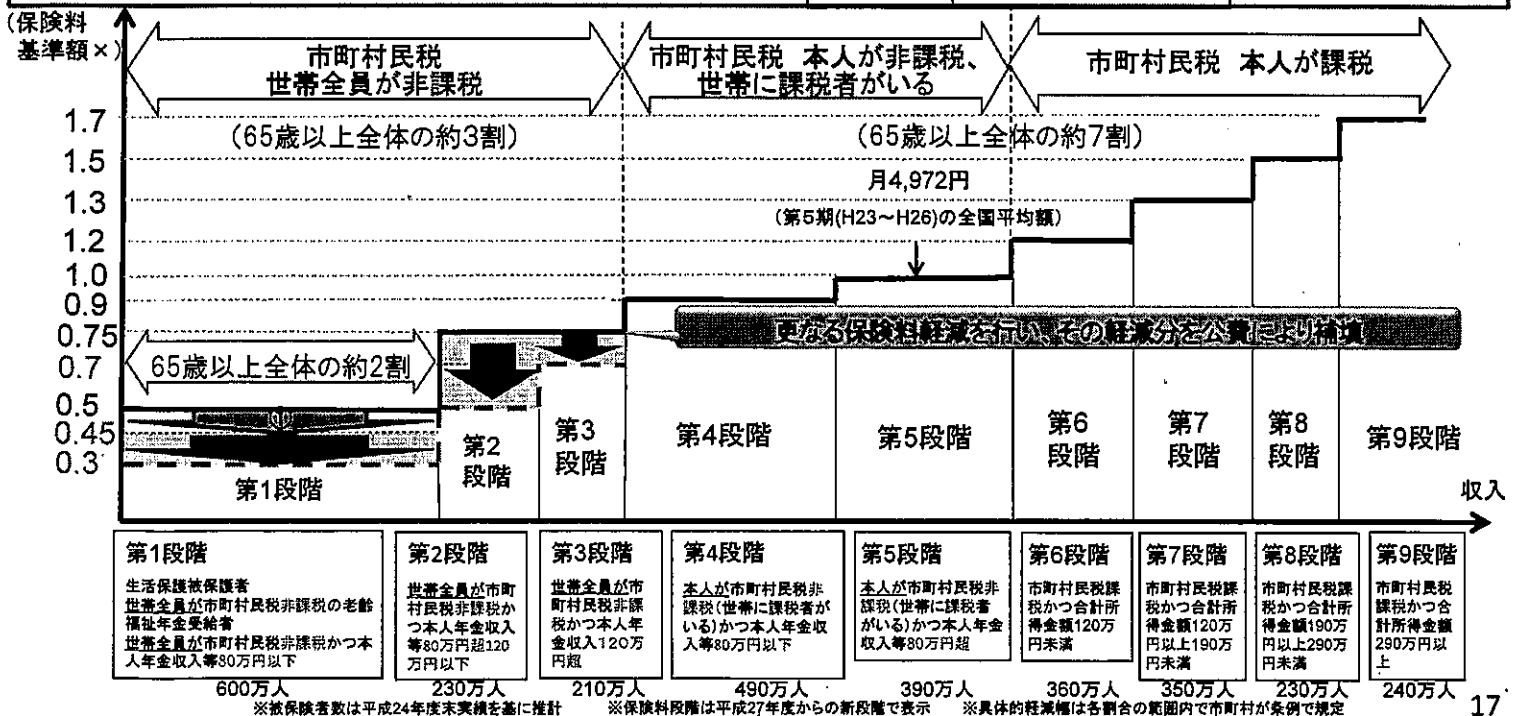 (保険料
基準額×)
市町村民税
世帯全員が非課税
市町村民税 本人が非課税、
世帯に課税者がいる
市町村民税 本人が課税
(65歳以上全体の約3割)
(65歳以上全体の約7割)
1.7
1.5
1.3
1.2
1.0
0.9
0.75
0.7
0.5
0.45
0.3
月4,972円
(第5期(H23~H26)の全国平均額)
更なる保険料軽減を行い、その軽減分を公費により補填
65歳以上全体の約2割
第1段階
第2
段階
第3
段階
第4段階
第5段階
第6
段階
第7
段階
第8
段階
第9段階
収入
第1段階
生活保護被保護者
世帯全員が市町村民税非課税の老齢
福祉年金受給者
世帯全員が市町村民税非課税かつ本
人年金収入等80万円以下
第2段階
世帯全員が市町
村民税非課税か
つ本人年金収入
等80万円超120
万円以下
第3段階
世帯全員が市
町村民税非課
税かつ本人年
金収入120万
円超
第4段階
本人が市町村民税非
課税(世帯に課税者が
いる)かつ本人年金収
入等80万円以下
第5段階
本人が市町村民税非
課税(世帯に課税者
がいる)かつ本人年金
収入等80万円超
第6段階
市町村民税課
税かつ合計所
得金額120万
円未満
第7段階
市町村民税課
税かつ合計所
得金額120万
円以上190万
円未満
第8段階
市町村民税課
税かつ合計所
得金額190万
円以上290万
円未満
第9段階
市町村民税
課税かつ合
計所得金額
290万円以
上
600万人
230万人
210万人
490万人
390万人
360万人
350万人
230万人
240万人
※被保険者数は平成24年度末実績を基に推計
※保険料段階は平成27年度からの新段階で表示
※具体的軽減幅は各割合の範囲内で市町村が条例で規定
17